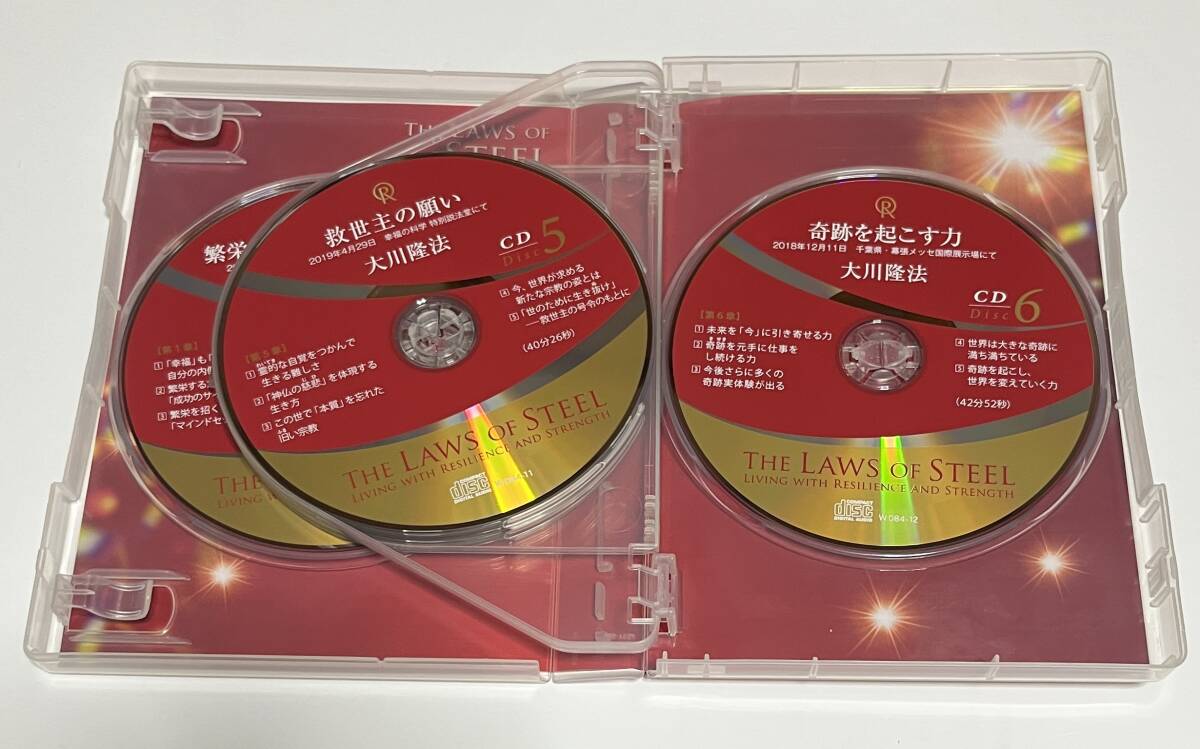 THE LAWS OF
STEEL
繁栄
【第1章】
1 「幸福」も「
自分の内
2 繁栄する
「成功のサイ
3 繁栄を招く
「マインドセッ
THE
LIVING W
R
救世主の願い
2019年4月29日 幸福の科学 特別説法堂にて
大川隆法
CD 5
Disc
【第5章】
1 霊的な自覚をつかんで
生きる難しさ
2 「神仏の慈悲」を体現する
生き方
3 この世で「本質」を忘れた
旧い宗教
4 今、世界が求める
新たな宗教の姿とは
5 「世のために生き抜け」
―救世主の号令のもとに
(40分26秒)
THE LAWS OF STEEL
LIVING WITH RESILIENCE AND STRENGTH
COMPACT
disc
DIGITAL AUDIO
W084-11
R
奇跡を起こす力
2018年12月11日 千葉県・幕張メッセ国際展示場にて
大川隆法
CD 6
Disc
【第6章】
1 未来を「今」に引き寄せる力
2 奇跡を元手に仕事を
し続ける力
3 今後さらに多くの
奇跡実体験が出る
4 世界は大きな奇跡に
満ち満ちている
5 奇跡を起こし、
世界を変えていく力
(42分52秒)
THE LAWS OF STEEL
LIVING WITH RESILIENCE AND STRENGTH
COMPACT
disc
DIGITAL AUDIO
W084-12